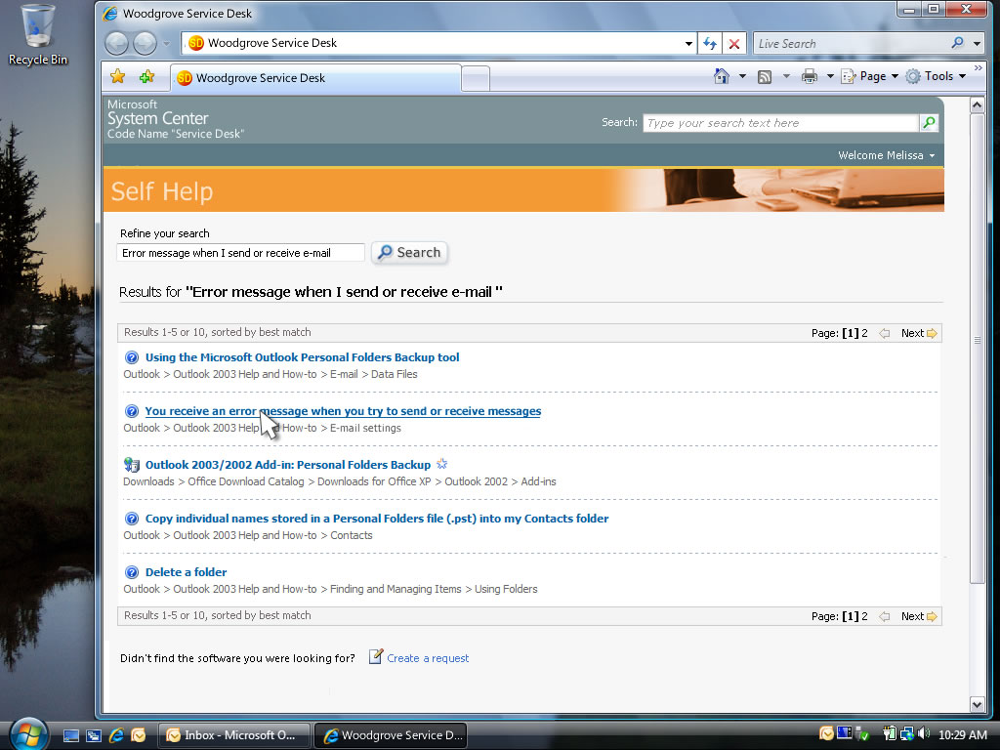 Woodgrove Service Desk
Recycle Bin
Woodgrove Service Desk
Live Search
Woodgrove Service Desk
Page
Tools
Microsoft
System Center
Code Name "Service Desk"
Search: Type your search text here
Welcome Melissa
Self Help
Refine your search
Error message when I send or receive e-mail
Search
Results for "Error message when I send or receive e-mail "
Results 1-5 or 10, sorted by best match Page: [1] 2 Next
Using the Microsoft Outlook Personal Folders Backup tool
Outlook > Outlook 2003 Help and How-to > E-mail > Data Files
You receive an error message when you try to send or receive messages
Outlook > Outlook 2003 Help and How-to > E-mail settings
Outlook 2003/2002 Add-in: Personal Folders Backup
Downloads > Office Download Catalog > Downloads for Office XP > Outlook 2002 > Add-ins
Copy individual names stored in a Personal Folders file (.pst) into my Contacts folder
Outlook > Outlook 2003 Help and How-to > Contacts
Delete a folder
Outlook > Outlook 2003 Help and How-to > Finding and Managing Items > Using Folders
Results 1-5 or 10, sorted by best match Page: [1] 2 Next
Didn't find the software you were looking for? Create a request
Inbox - Microsoft O... Woodgrove Service D... 10:29 AM